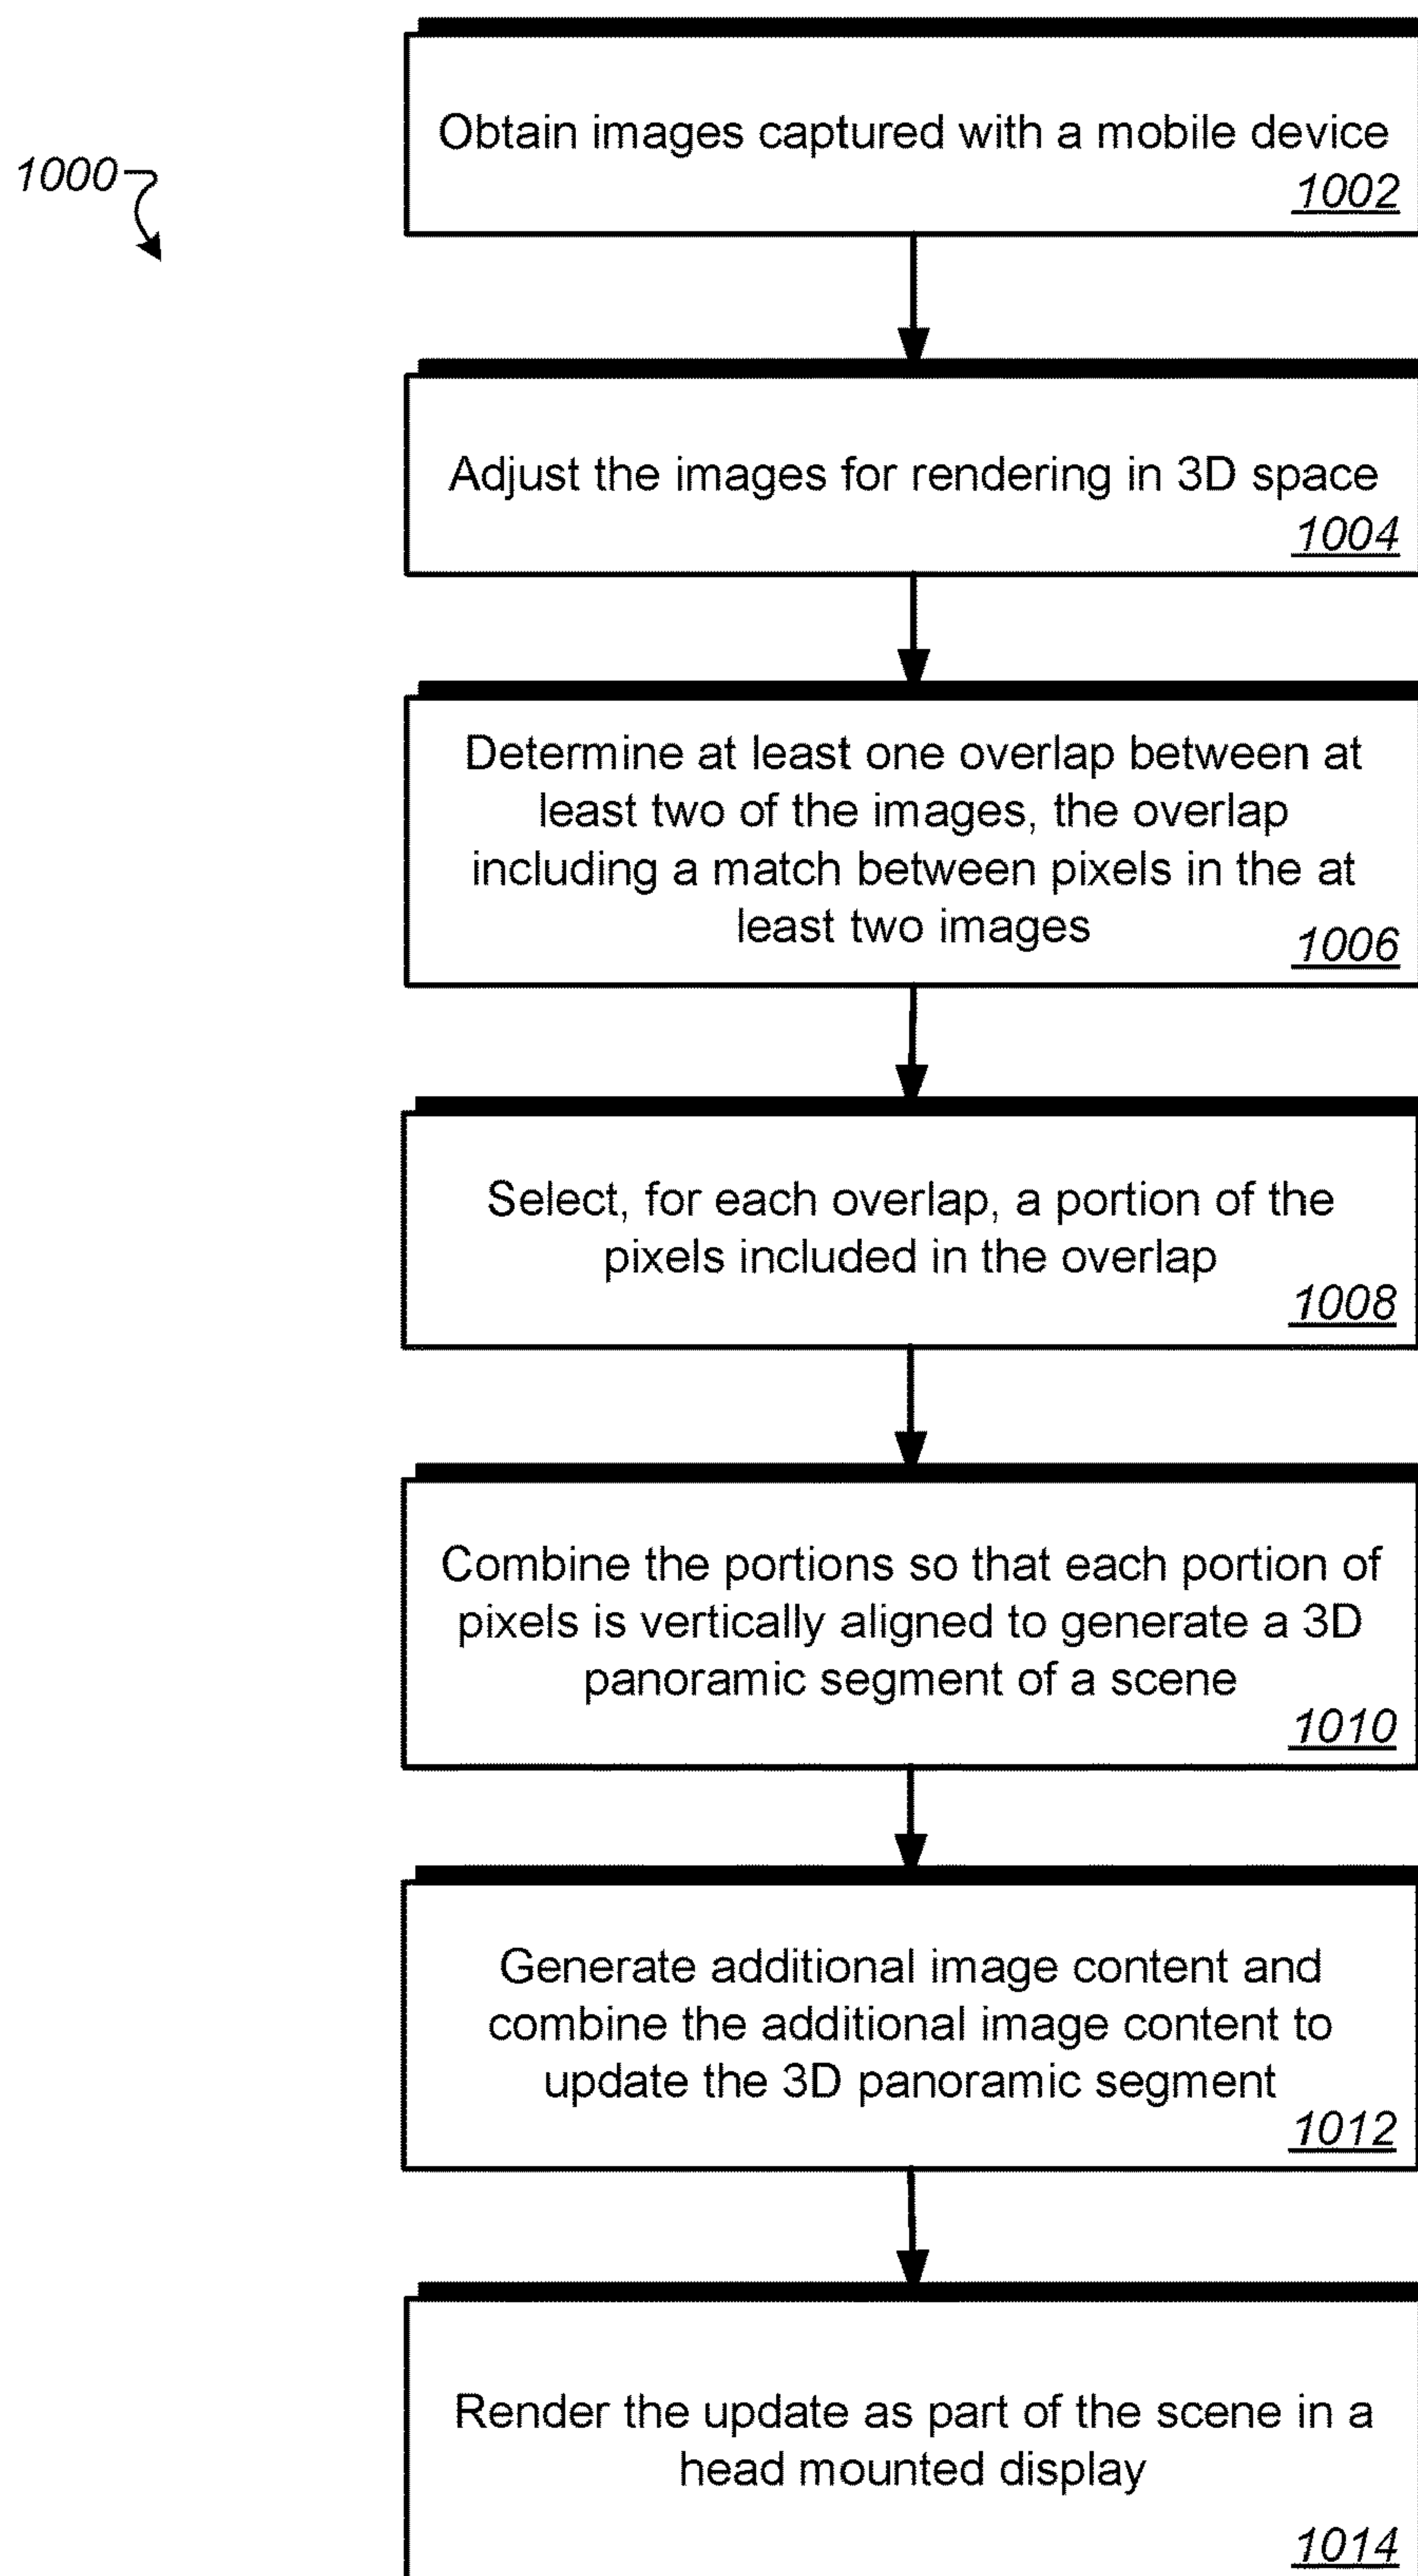 Obtain images captured with a mobile device
1002
1000
Adjust the images for rendering in 3D space
1004
Determine at least one overlap between at
least two of the images, the overlap
including a match between pixels in the at
least two images
1006
Select, for each overlap, a portion of the
pixels included in the overlap
1008
Combine the portions so that each portion of
pixels is vertically aligned to generate a 3D
panoramic segment of a scene
1010
Generate additional image content and
combine the additional image content to
update the 3D panoramic segment
1012
Render the update as part of the scene in a
head mounted display
1014